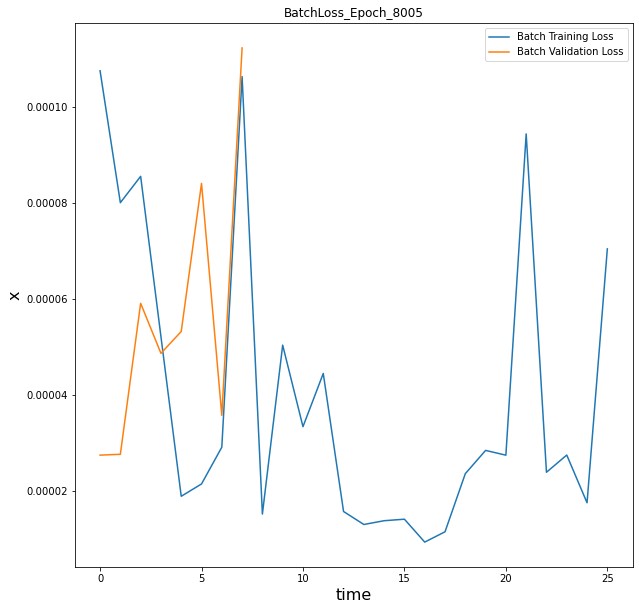 BatchLoss_Epoch_8005
Batch Training Loss
Batch Validation Loss
0.00010
0.00008
0.00006
0.00004
0.00002
x
0 5 10 15 20 25
time